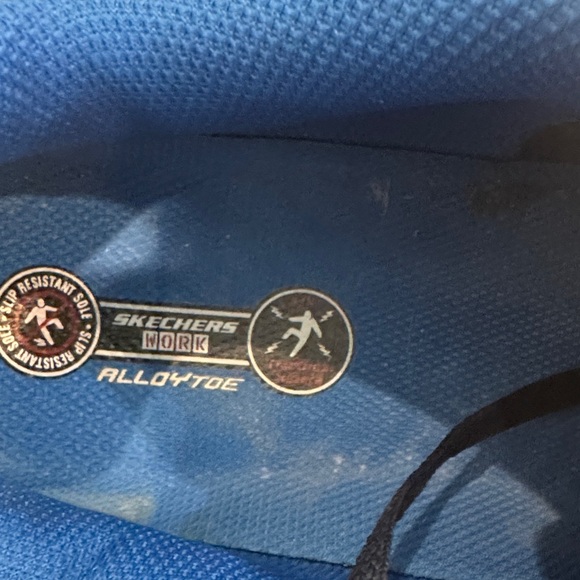 SLIP RESISTANT SOLE • SLIP RESISTANT SOLE •
SKECHERS
WORK
ALLOYTOE